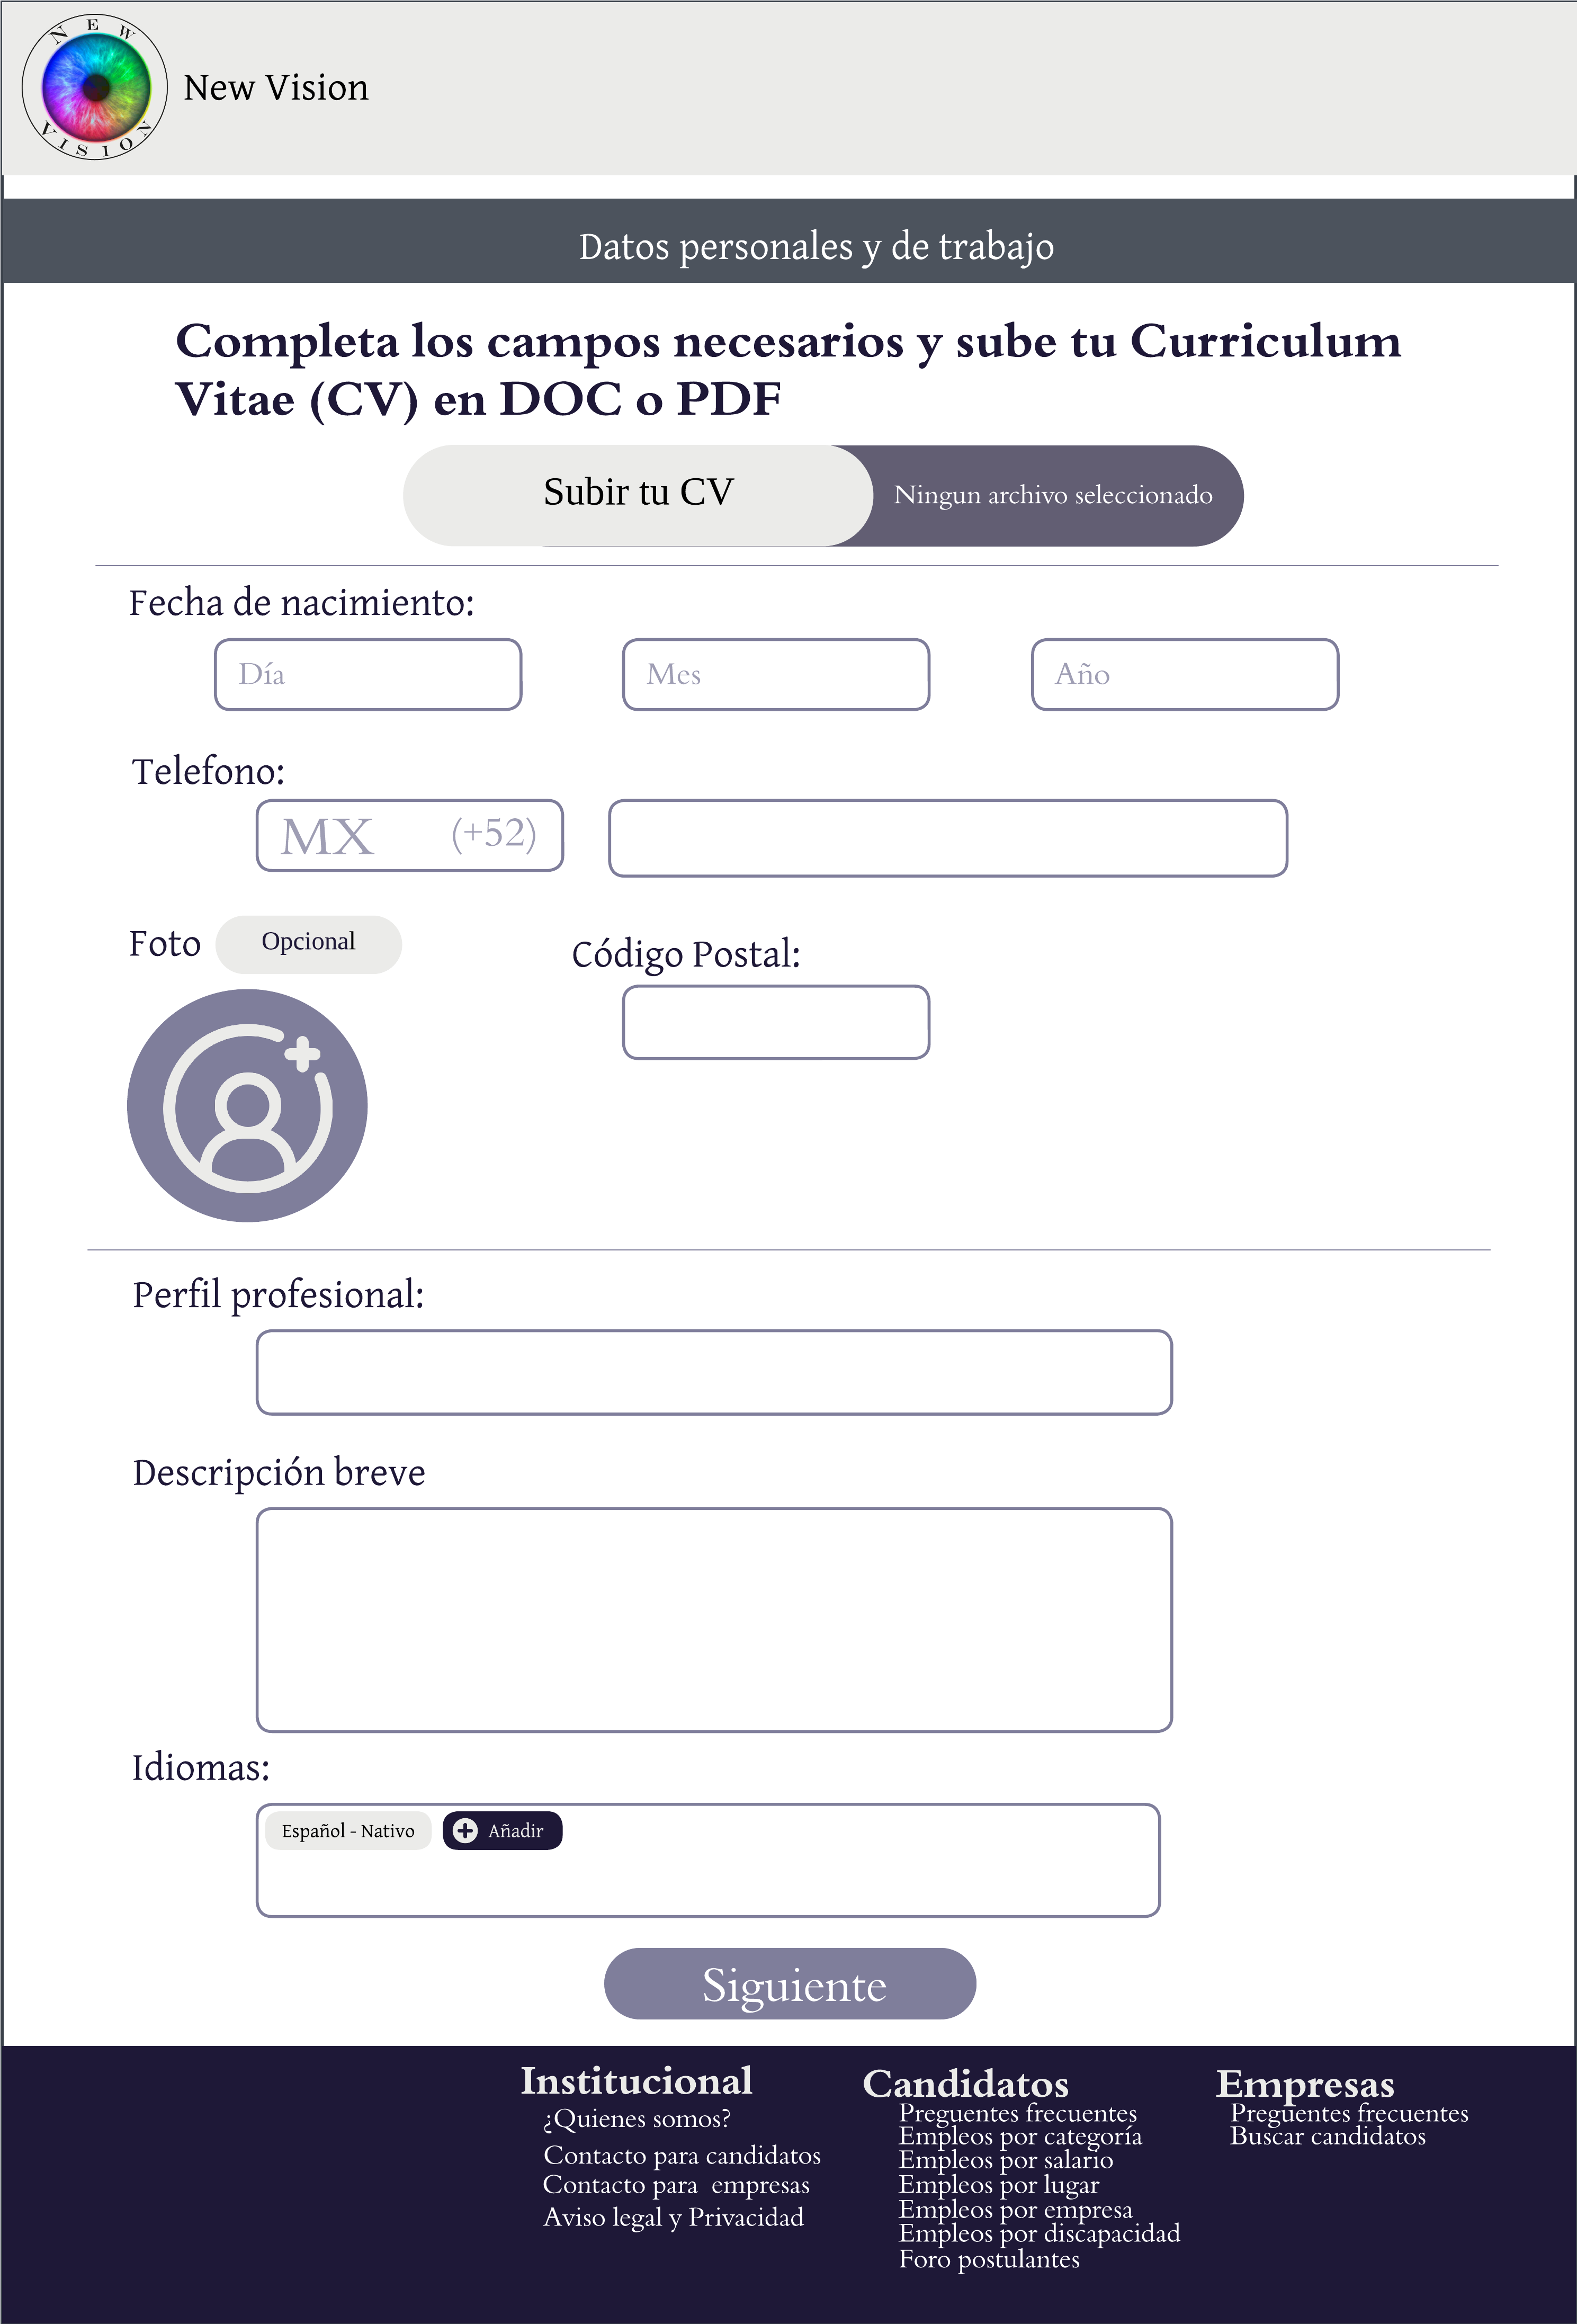 NEW
VISION
New Vision
Datos personales y de trabajo
Completa los campos necesarios y sube tu Curriculum
Vitae (CV) en DOC o PDF
Subir tu CV
Ningun archivo seleccionado
Fecha de nacimiento:
Día
Mes
Año
Telefono:
MX (+52)
Foto
Opcional
Código Postal:
Perfil profesional:
Descripción breve
Idiomas:
Español - Nativo
Añadir
Siguiente
Institucional
¿Quienes somos?
Contacto para candidatos
Contacto para empresas
Aviso legal y Privacidad
Candidatos
Preguentes frecuentes
Empleos por categoría
Empleos por salario
Empleos por lugar
Empleos por empresa
Empleos por discapacidad
Foro postulantes
Empresas
Preguentes frecuentes
Buscar candidatos